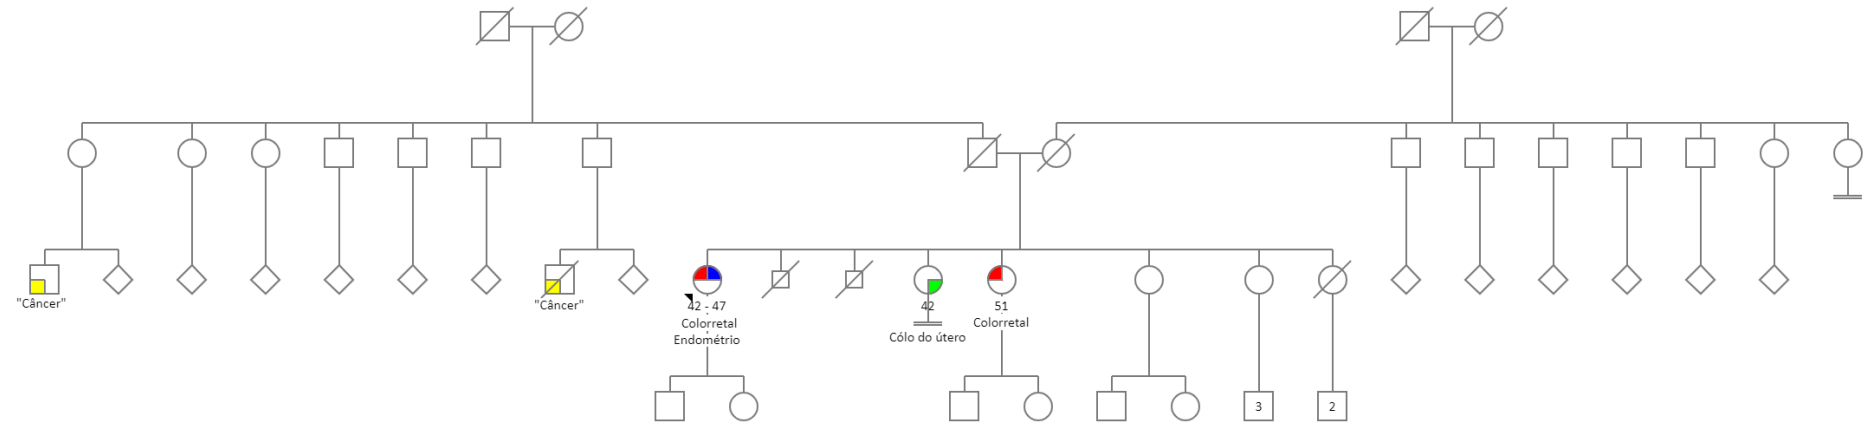 "Câncer"
"Câncer"
42 - 47
Colorretal
Endométrio
42
Cólo do útero
51
Colorretal
3
2